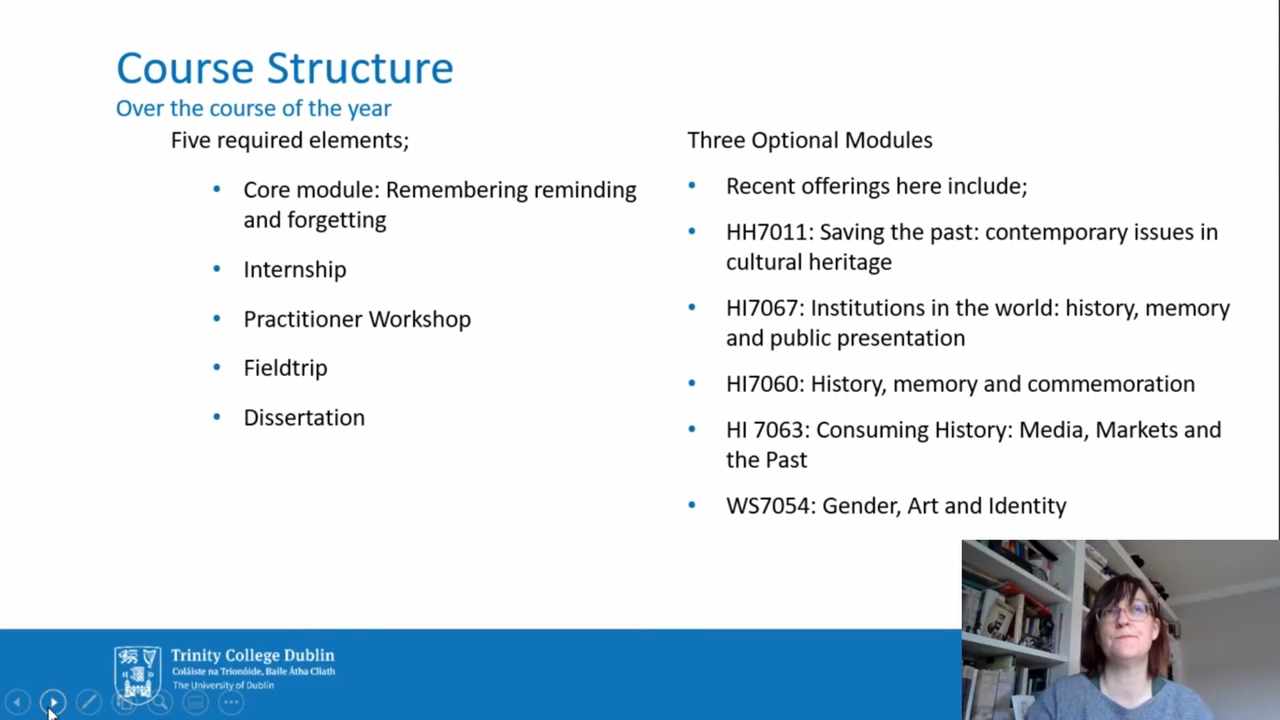 Course Structure
Over the course of the year
Five required elements;
• Core module: Remembering reminding
and forgetting
• Internship
• Practitioner Workshop
• Fieldtrip
• Dissertation
Three Optional Modules
• Recent offerings here include;
• HH7011: Saving the past: contemporary issues in
cultural heritage
• HI7067: Institutions in the world: history, memory
and public presentation
• HI7060: History, memory and commemoration
• HI 7063: Consuming History: Media, Markets and
the Past
• WS7054: Gender, Art and Identity
Trinity College Dublin
Coláiste na Tríonóide, Baile Átha Cliath
The University of Dublin